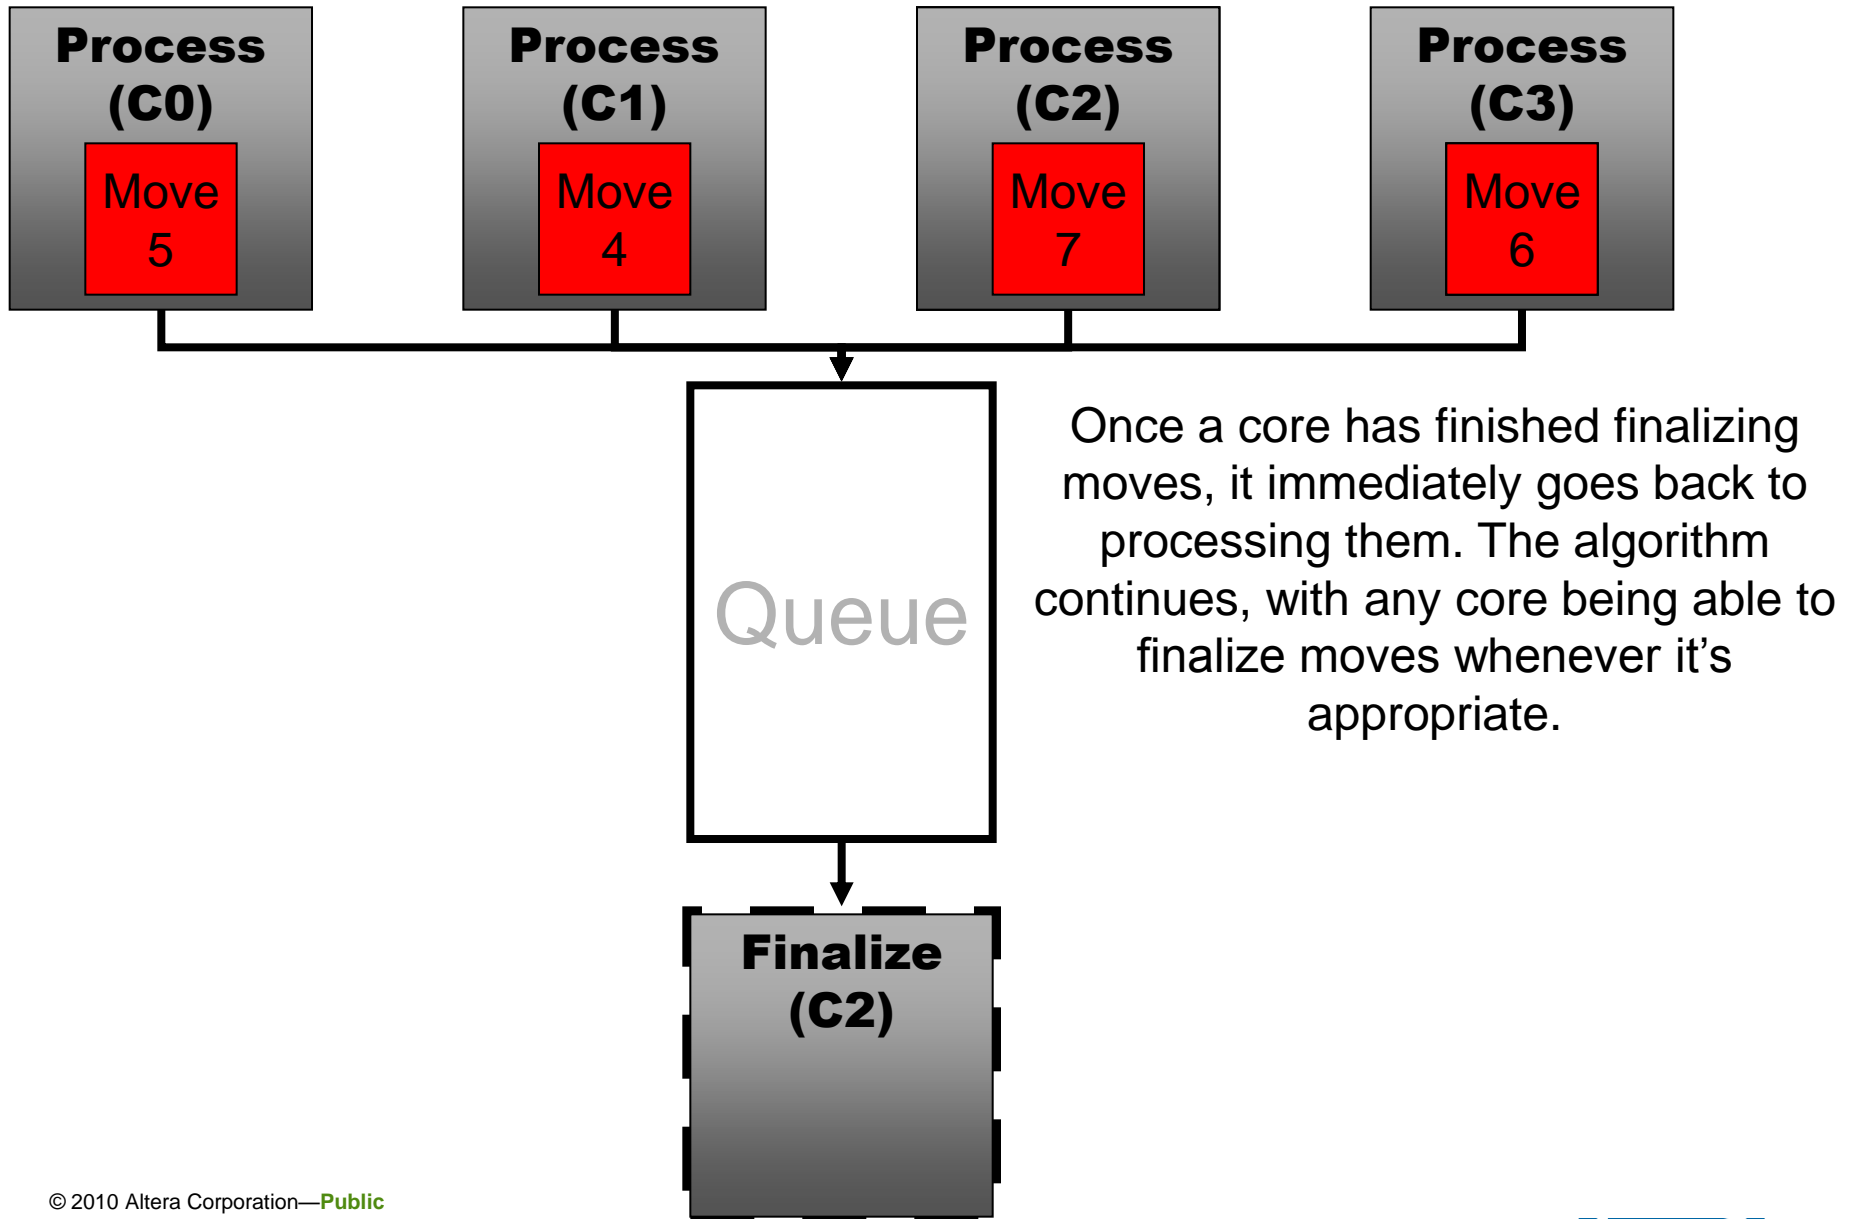 Process
(C0)
Move
5
Process
(C1)
Move
4
Process
(C2)
Move
7
Process
(C3)
Move
6
Queue
Once a core has finished finalizing
moves, it immediately goes back to
processing them. The algorithm
continues, with any core being able to
finalize moves whenever it’s
appropriate.
Finalize
(C2)
© 2010 Altera Corporation—Public